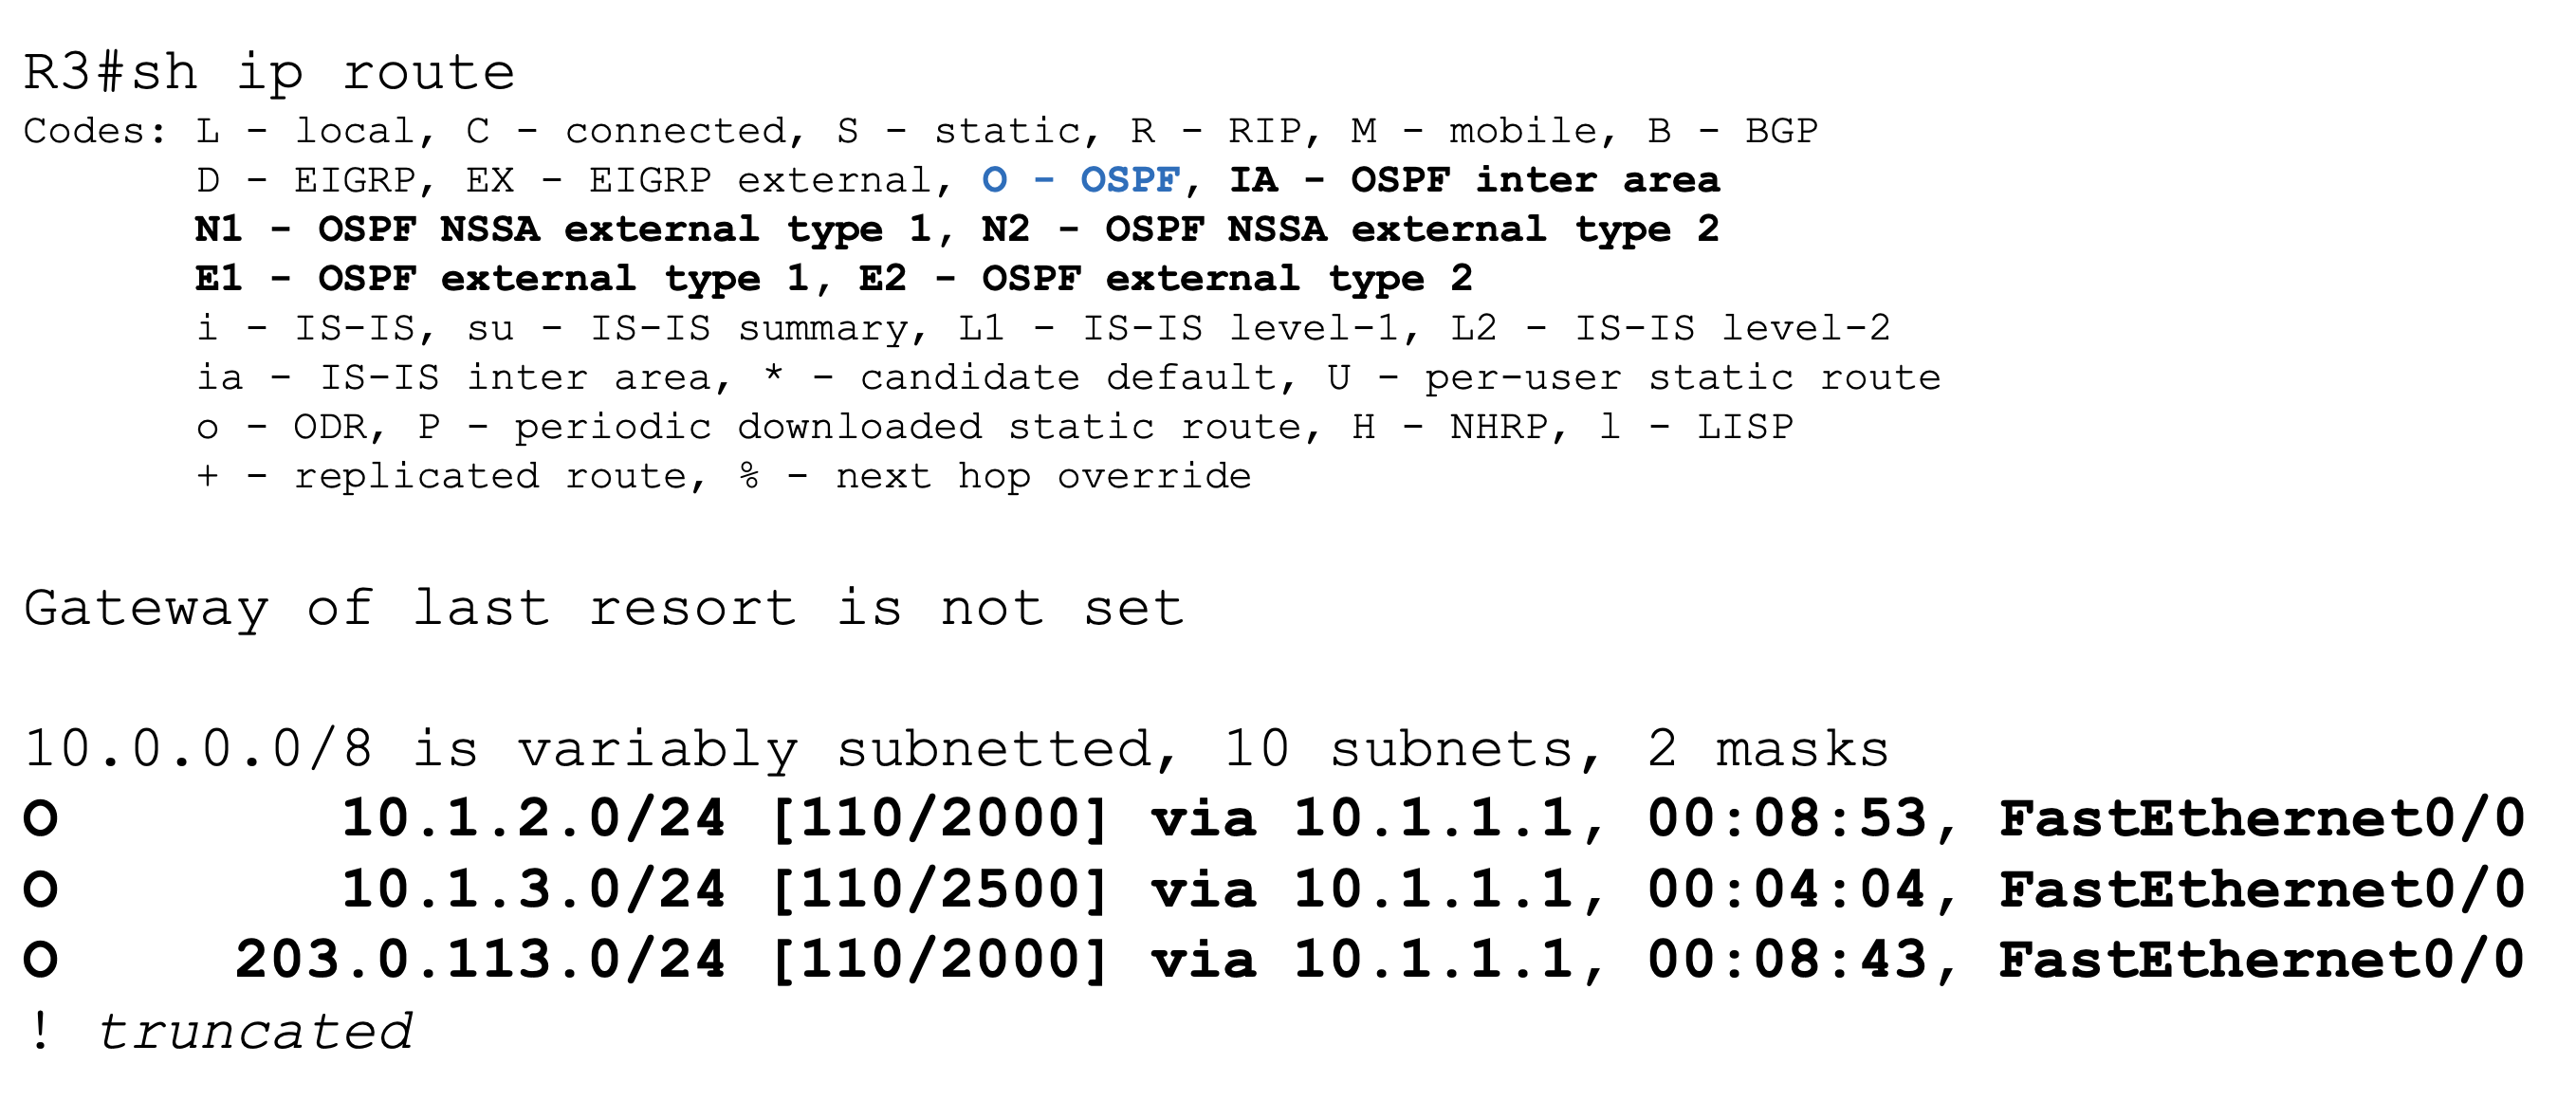 R3#sh ip route
Codes: L - local, C - connected, S - static, R - RIP, M - mobile, B - BGP
D - EIGRP, EX - EIGRP external, O - OSPF, IA - OSPF inter area
N1 - OSPF NSSA external type 1, N2 - OSPF NSSA external type 2
E1 - OSPF external type 1, E2 - OSPF external type 2
i - IS-IS, su - IS-IS summary, L1 - IS-IS level-1, L2 - IS-IS level-2
ia - IS-IS inter area, * - candidate default, U - per-user static route
o - ODR, P - periodic downloaded static route, H - NHRP, l - LISP
+ - replicated route, % - next hop override
Gateway of last resort is not set
10.0.0.0/8 is variably subnetted, 10 subnets, 2 masks
O 10.1.2.0/24 [110/2000] via 10.1.1.1, 00:08:53, FastEthernet0/0
O 10.1.3.0/24 [110/2500] via 10.1.1.1, 00:04:04, FastEthernet0/0
O 203.0.113.0/24 [110/2000] via 10.1.1.1, 00:08:43, FastEthernet0/0
! truncated